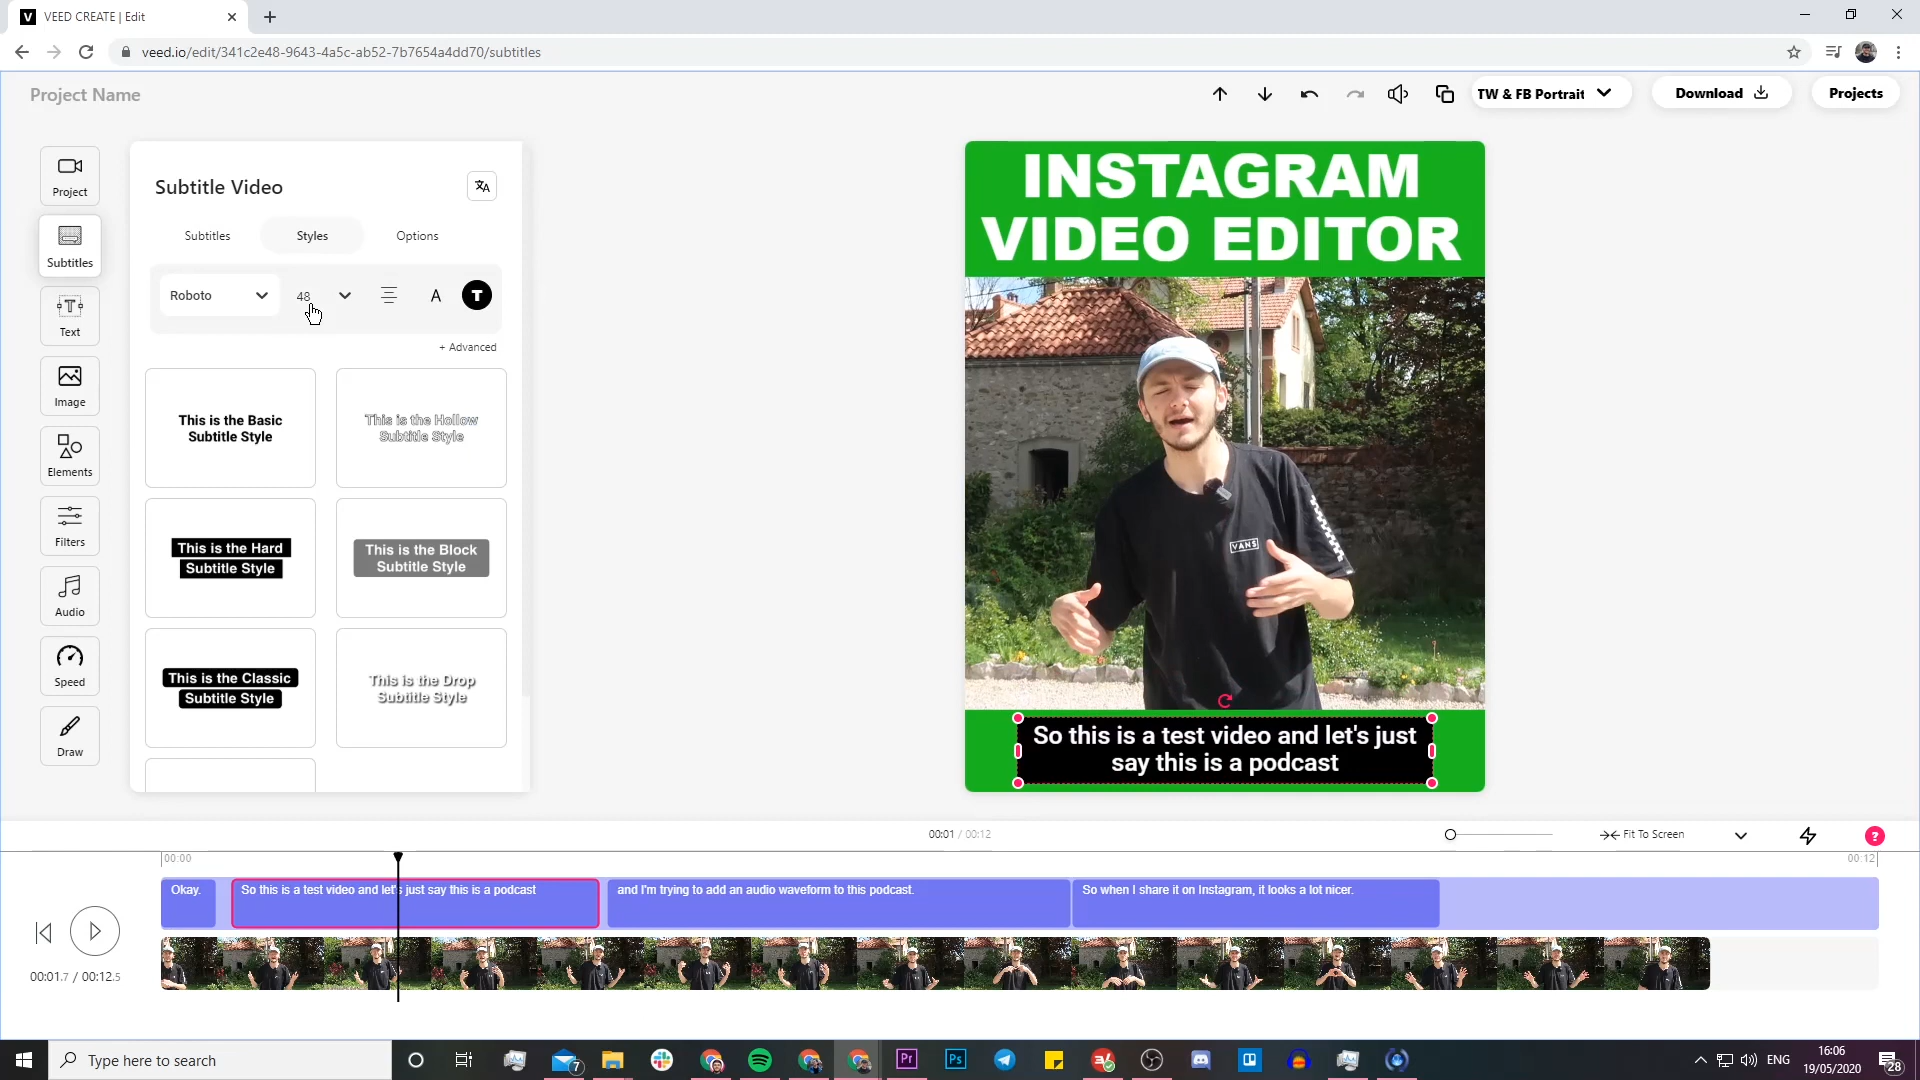 VEED CREATE | Edit
veed.io/edit/341c2e48-9643-4a5c-ab52-7b7654a4dd70/subtitles
Project Name
TW & FB Portrait
Download
Projects
Project
Subtitles
Text
Image
Elements
Filters
Audio
Speed
Draw
Subtitle Video
Subtitles
Styles
Options
Roboto
48
A
T
+ Advanced
This is the Basic
Subtitle Style
This is the Hollow
Subtitle Style
This is the Hard
Subtitle Style
This is the Block
Subtitle Style
This is the Classic
Subtitle Style
This is the Drop
Subtitle Style
INSTAGRAM
VIDEO EDITOR
VANS
So this is a test video and let's just
say this is a podcast
00:01 / 00:12
Fit To Screen
?
00:00
00:12
Okay.
So this is a test video and let's just say this is a podcast
and I'm trying to add an audio waveform to this podcast.
So when I share it on Instagram, it looks a lot nicer.
00:01.7 / 00:12.5
Type here to search
7
Pr
Ps
ENG
16:06
19/05/2020
28